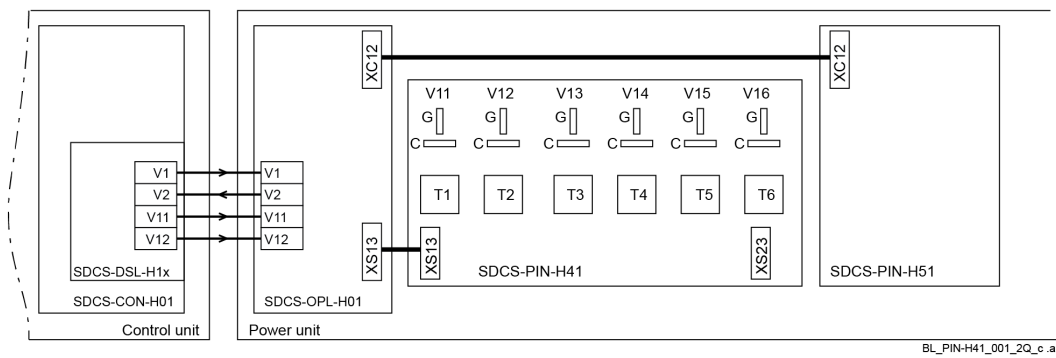 XC12
XC12
V11 V12 V13 V14 V15 V16
G G G G G G
C C C C C C
V1 V1
V2 V2
V11 V11
V12 V12
T1 T2 T3 T4 T5 T6
XS13 XS13 XS23
SDCS-DSL-H1x
SDCS-PIN-H41
SDCS-PIN-H51
SDCS-CON-H01
SDCS-OPL-H01
Control unit
Power unit
BL_PIN-H41_001_2Q_c .a